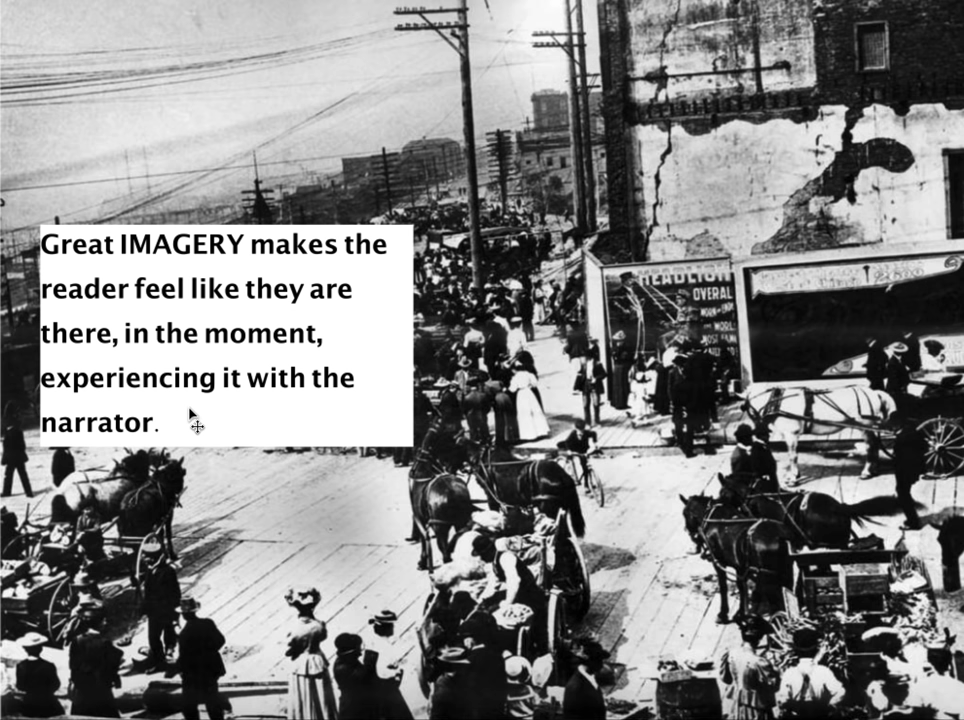 Great IMAGERY makes the
reader feel like they are
there, in the moment,
experiencing it with the
narrator.
HEADLIGHT
OVERAL